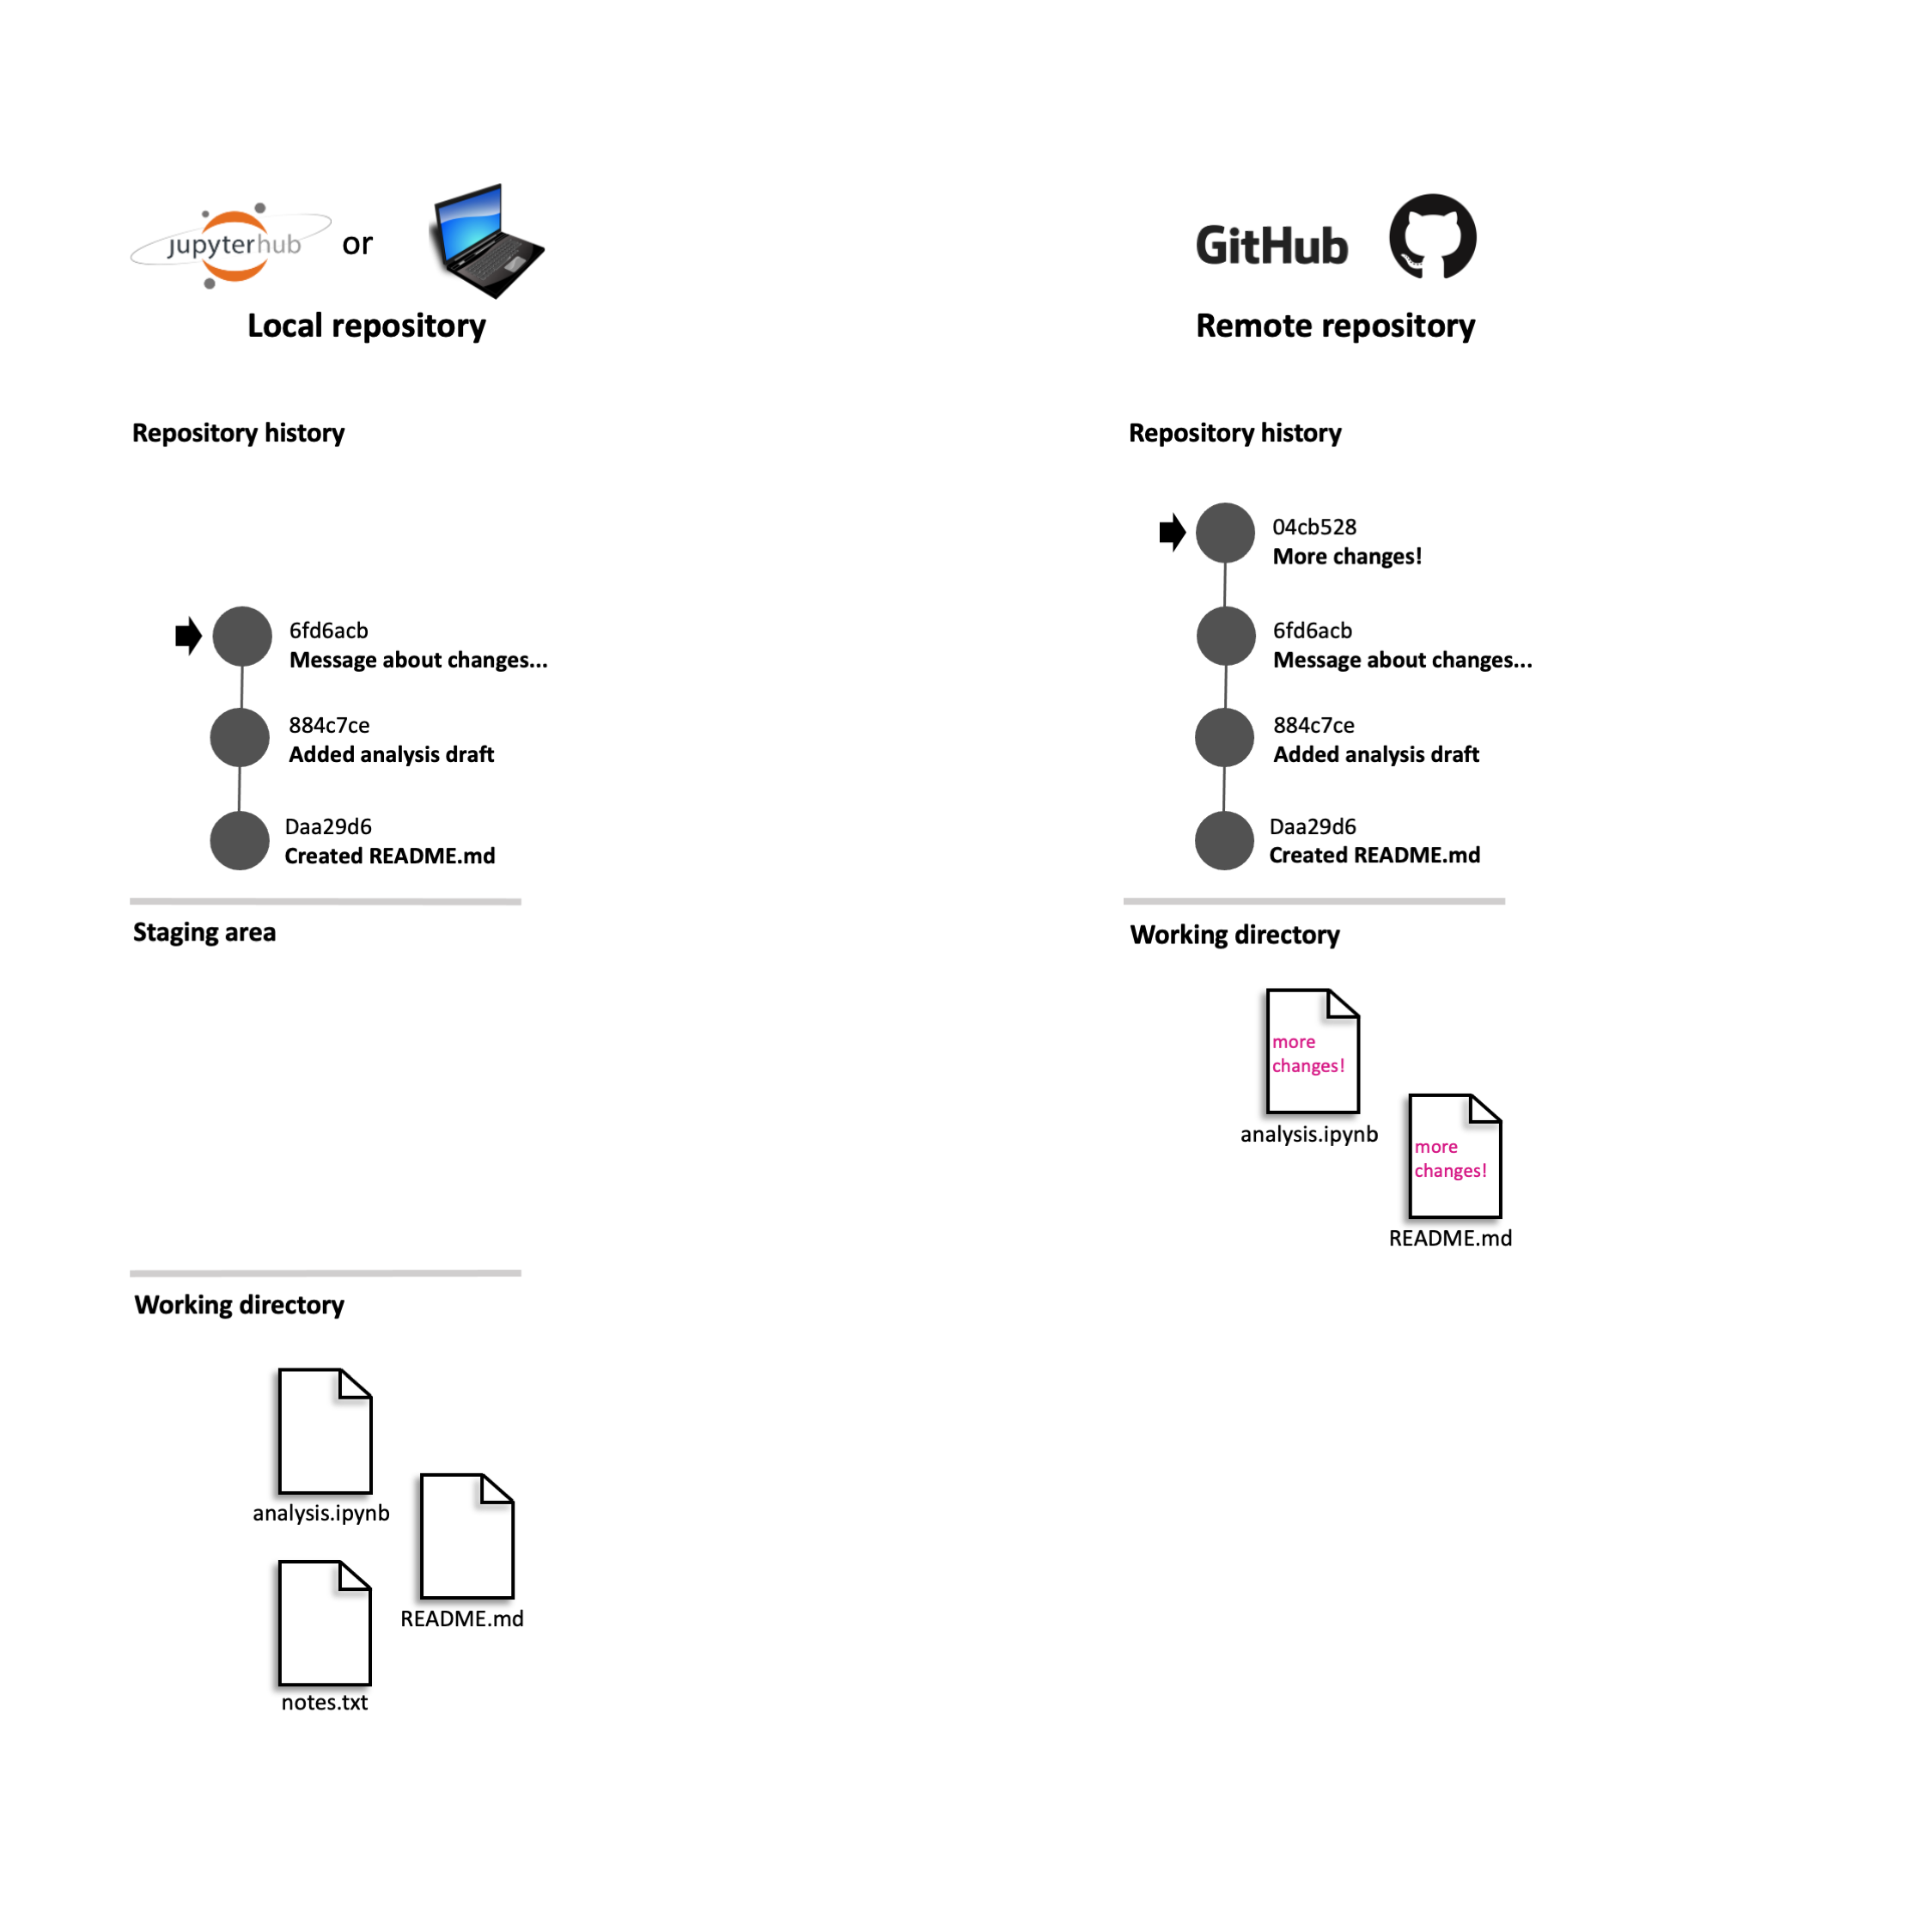 jupyterhub
or
Local repository
Repository history
6fd6acb
Message about changes...
884c7ce
Added analysis draft
Daa29d6
Created README.md
Staging area
Working directory
analysis.ipynb
README.md
notes.txt
GitHub
Remote repository
Repository history
04cb528
More changes!
6fd6acb
Message about changes...
884c7ce
Added analysis draft
Daa29d6
Created README.md
Working directory
more
changes!
analysis.ipynb
more
changes!
README.md